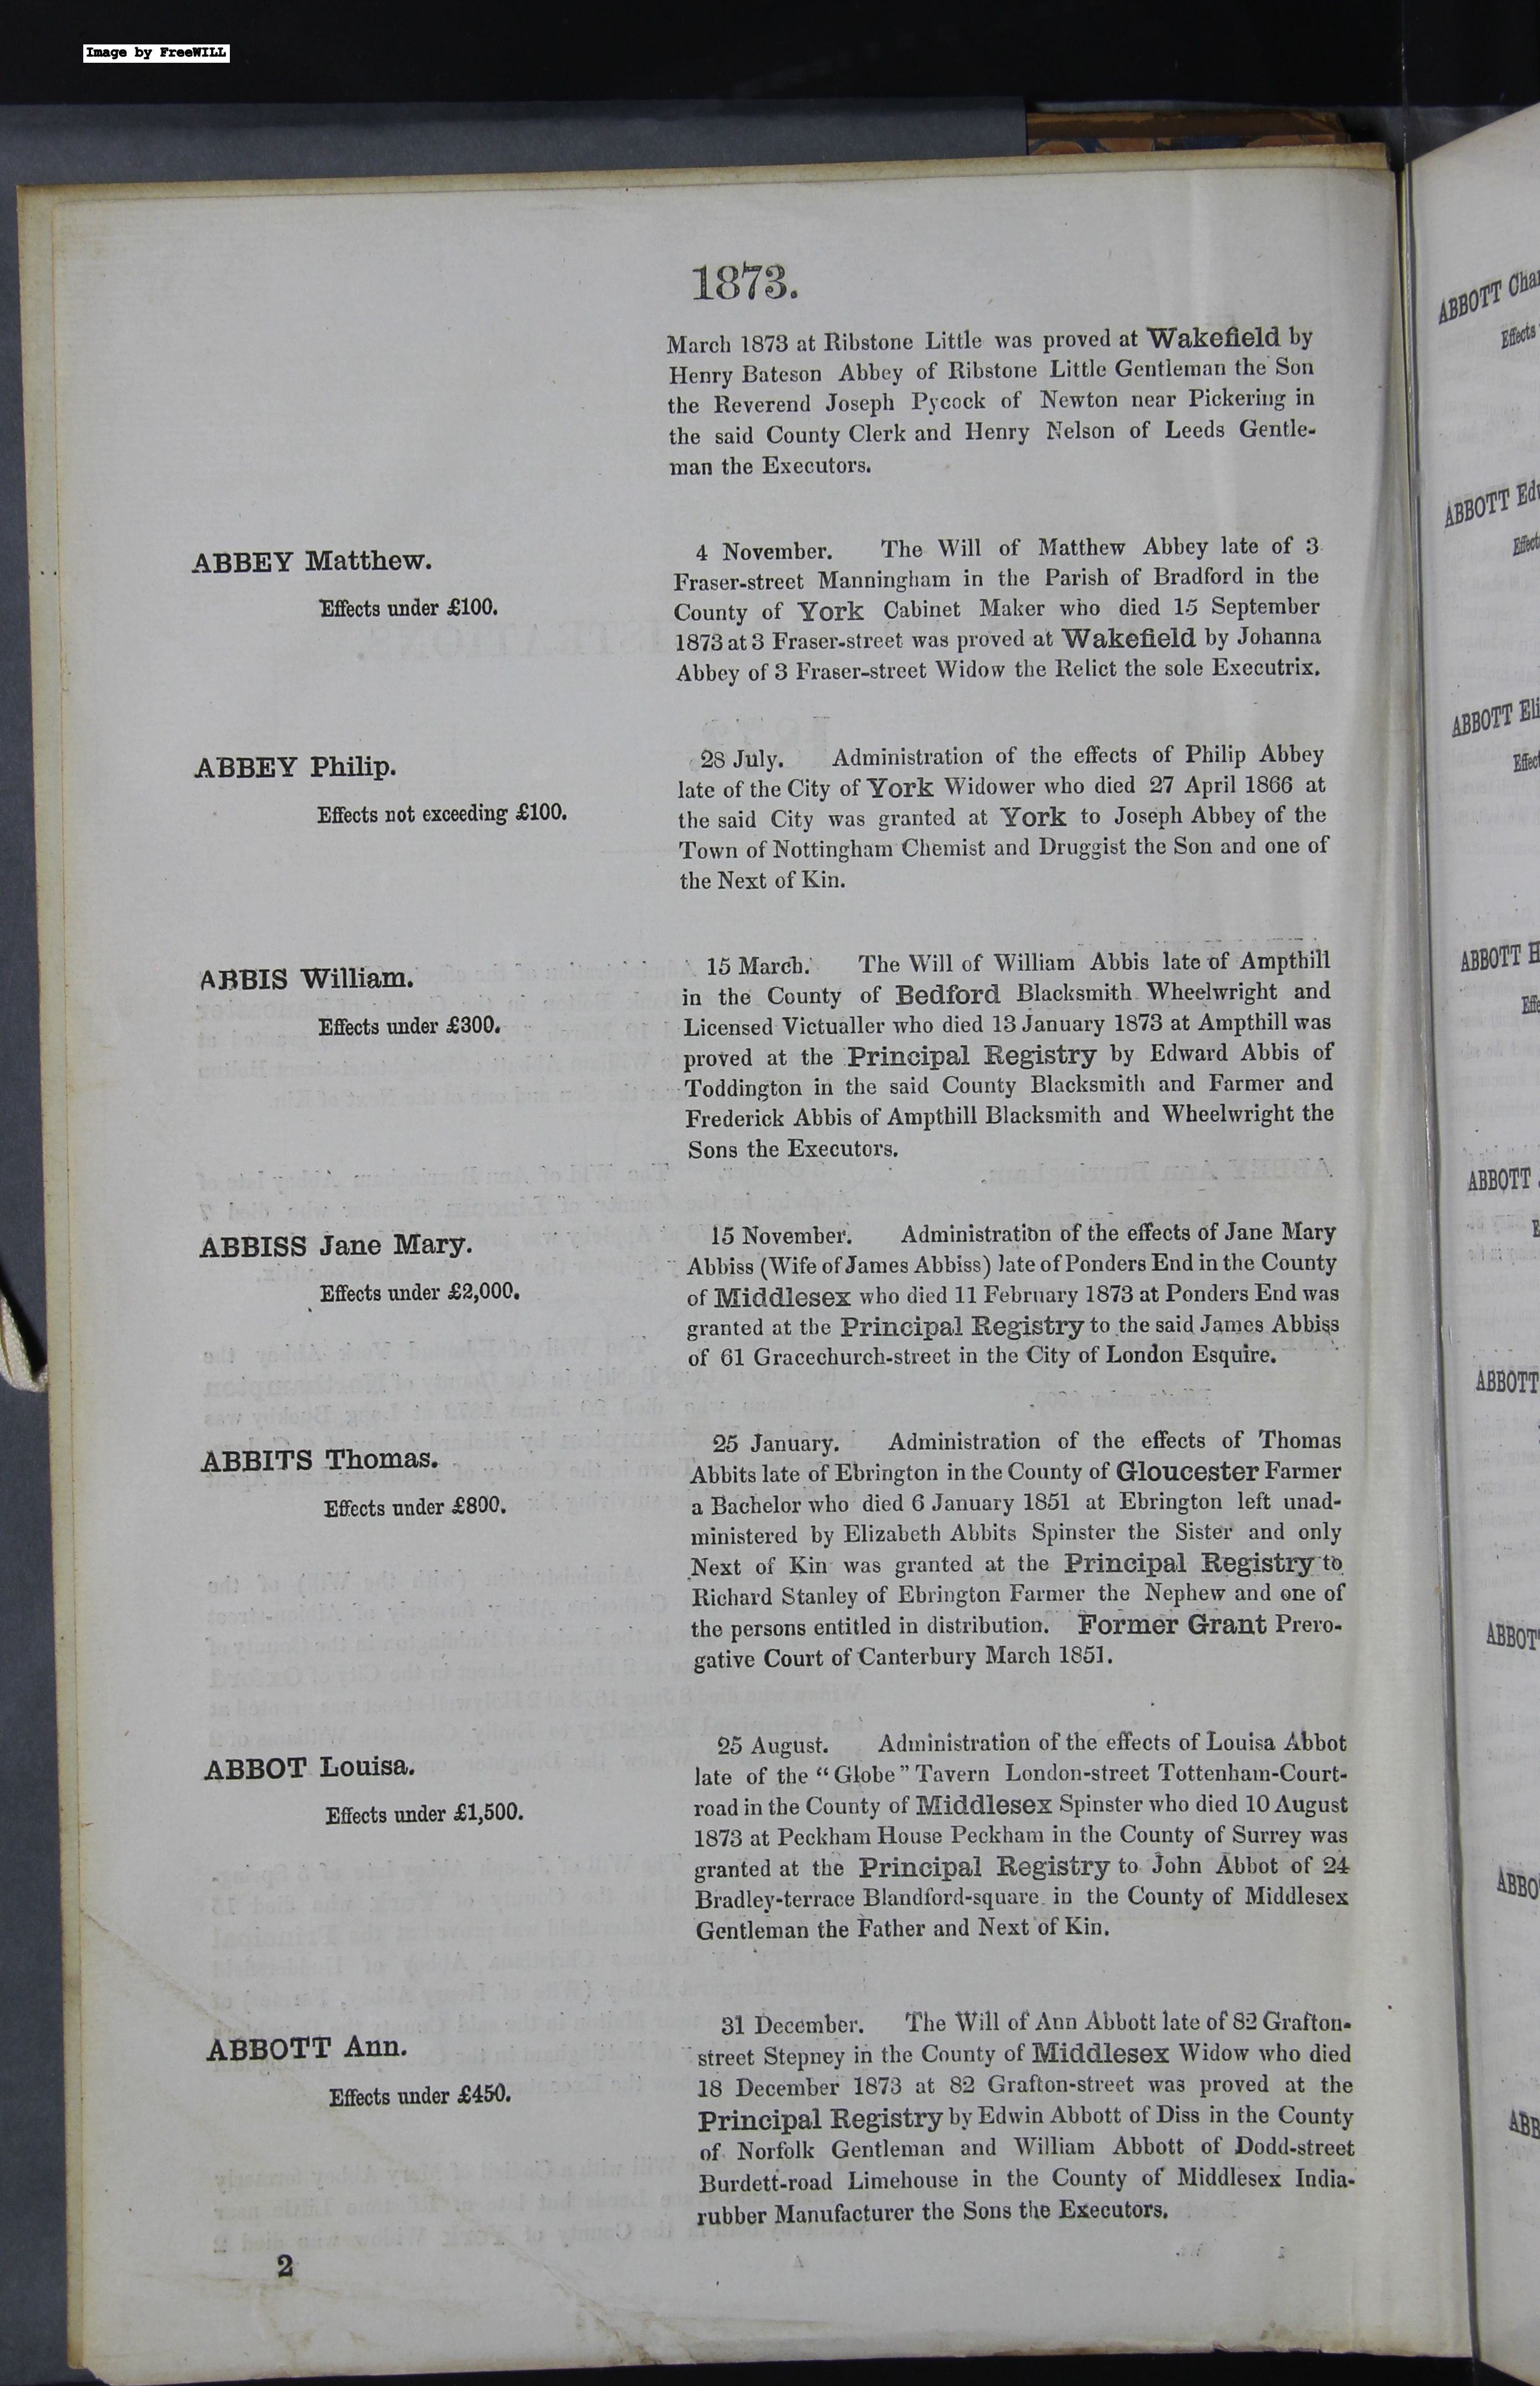 Image by FreeWILL
1873.
March 1873 at Ribstone Little was proved at Wakefield by
Henry Bateson Abbey of Ribstone Little Gentleman the Son
the Reverend Joseph Pycock of Newton near Pickering in
the said County Clerk and Henry Nelson of Leeds Gentle-
man the Executors.
ABBEY Matthew.
Effects under £100.
4 November. The Will of Matthew Abbey late of 3
Fraser-street Manningham in the Parish of Bradford in the
County of York Cabinet Maker who died 15 September
1873 at 3 Fraser-street was proved at Wakefield by Johanna
Abbey of 3 Fraser-street Widow the Relict the sole Executrix.
ABBEY Philip.
Effects not exceeding £100.
28 July. Administration of the effects of Philip Abbey
late of the City of York Widower who died 27 April 1866 at
the said City was granted at York to Joseph Abbey of the
Town of Nottingham Chemist and Druggist the Son and one of
the Next of Kin.
ABBIS William.
Effects under £300.
15 March. The Will of William Abbis late of Ampthill
in the County of Bedford Blacksmith Wheelwright and
Licensed Victualler who died 13 January 1873 at Ampthill was
proved at the Principal Registry by Edward Abbis of
Toddington in the said County Blacksmith and Farmer and
Frederick Abbis of Ampthill Blacksmith and Wheelwright the
Sons the Executors.
ABBISS Jane Mary.
Effects under £2,000.
15 November. Administration of the effects of Jane Mary
Abbiss (Wife of James Abbiss) late of Ponders End in the County
of Middlesex who died 11 February 1873 at Ponders End was
granted at the Principal Registry to the said James Abbiss
of 61 Gracechurch-street in the City of London Esquire.
ABBITS Thomas.
Effects under £800.
25 January. Administration of the effects of Thomas
Abbits late of Ebrington in the County of Gloucester Farmer
a Bachelor who died 6 January 1851 at Ebrington left unad-
ministered by Elizabeth Abbits Spinster the Sister and only
Next of Kin was granted at the Principal Registry to
Richard Stanley of Ebrington Farmer the Nephew and one of
the persons entitled in distribution. Former Grant Prero-
gative Court of Canterbury March 1851.
ABBOT Louisa.
Effects under £1,500.
25 August. Administration of the effects of Louisa Abbot
late of the "Globe" Tavern London-street Tottenham-Court-
road in the County of Middlesex Spinster who died 10 August
1873 at Peckham House Peckham in the County of Surrey was
granted at the Principal Registry to John Abbot of 24
Bradley-terrace Blandford-square in the County of Middlesex
Gentleman the Father and Next of Kin.
ABBOTT Ann.
Effects under £450.
31 December. The Will of Ann Abbott late of 82 Grafton-
street Stepney in the County of Middlesex Widow who died
18 December 1873 at 82 Grafton-street was proved at the
Principal Registry by Edwin Abbott of Diss in the County
of Norfolk Gentleman and William Abbott of Dodd-street
Burdett-road Limehouse in the County of Middlesex India-
rubber Manufacturer the Sons the Executors.
2
ABBOTT
Effects
ABBOTT
ABBOTT
ABBOTT
ABBOTT
ABBOTT